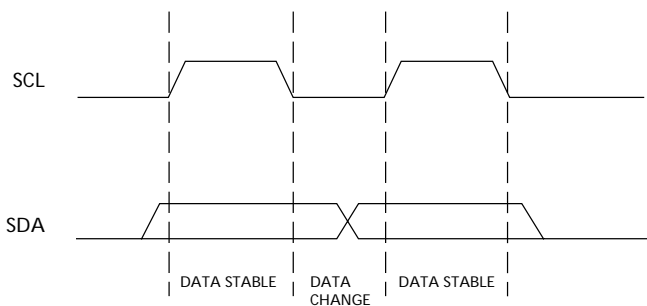 SCL
SDA
DATA STABLE
DATA
CHANGE
DATA STABLE